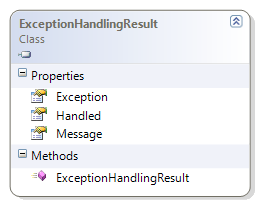 ExceptionHandlingResult
Class
Properties
Exception
Handled
Message
Methods
ExceptionHandlingResult